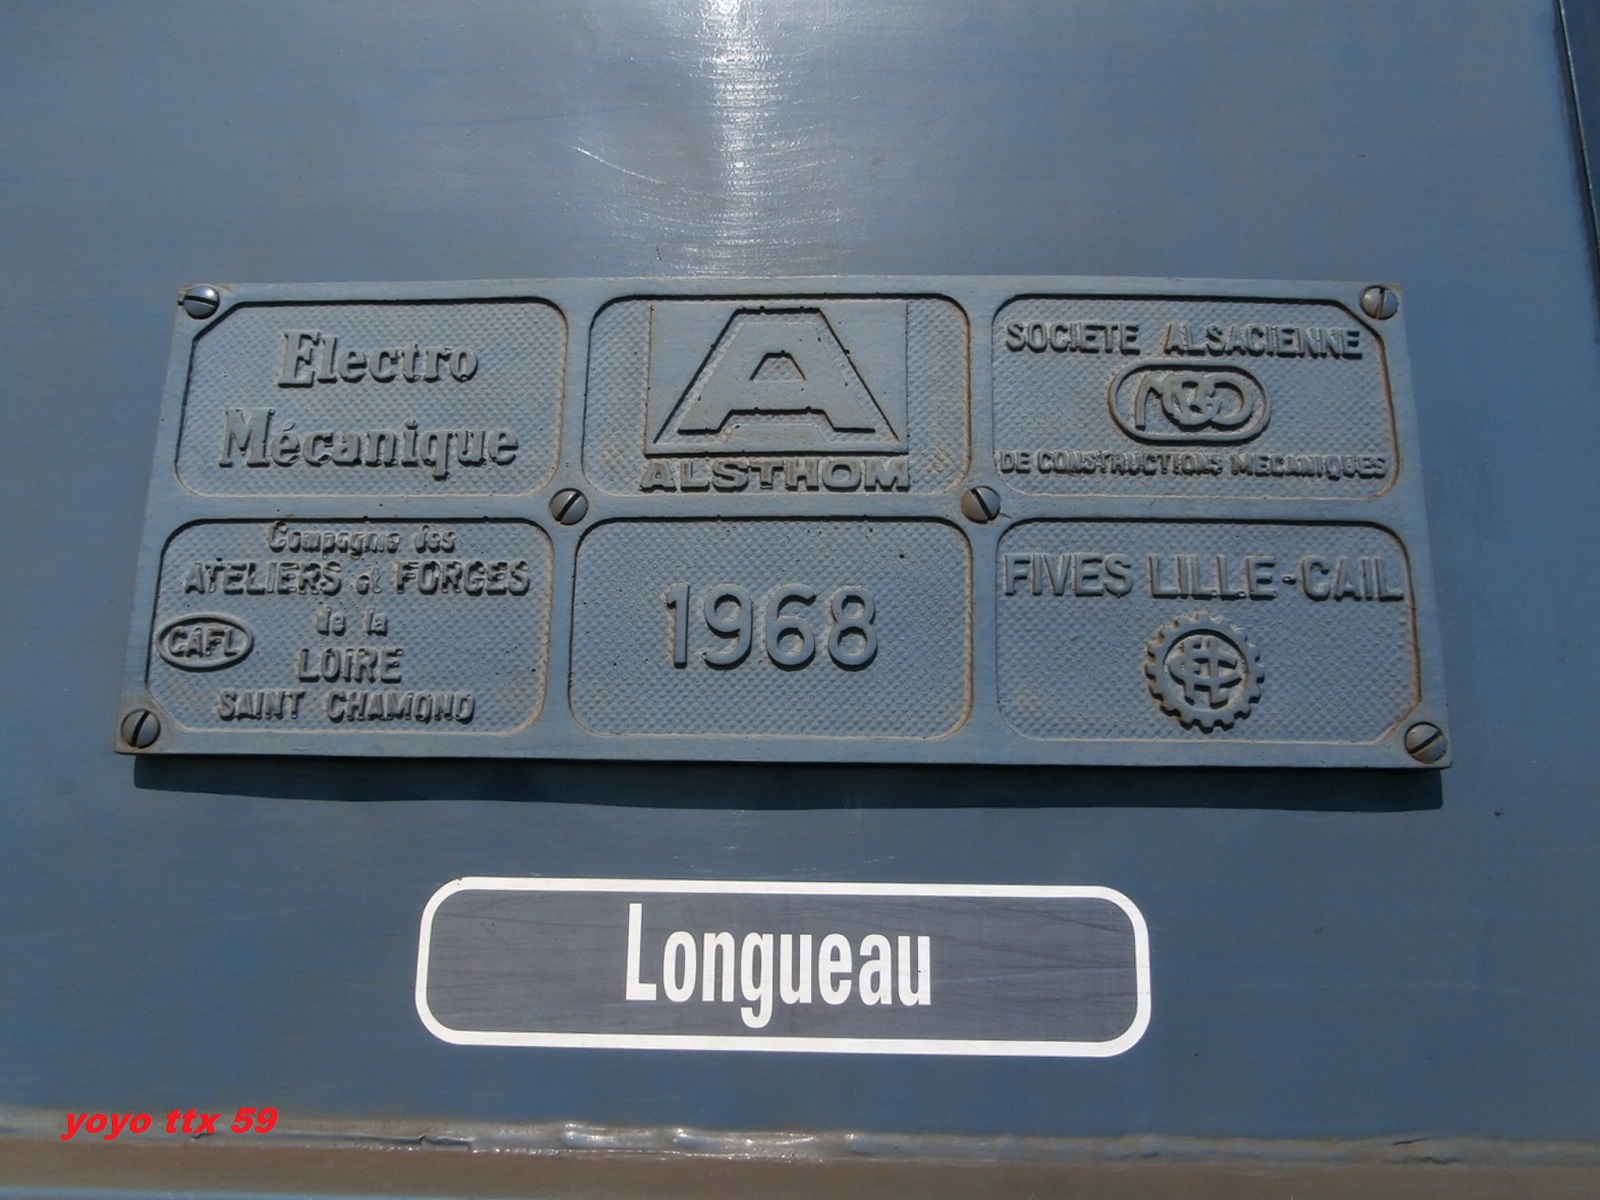 Electro
Mécanique
A
ALSTHOM
SOCIETE ALSACIENNE
DE CONSTRUCTIONS MECANIQUES
Compagnie des
ATELIERS et FORGES
de la
CAFL
LOIRE
SAINT CHAMOND
1968
FIVES LILLE-CAIL
Longueau
yoyo ttx 59